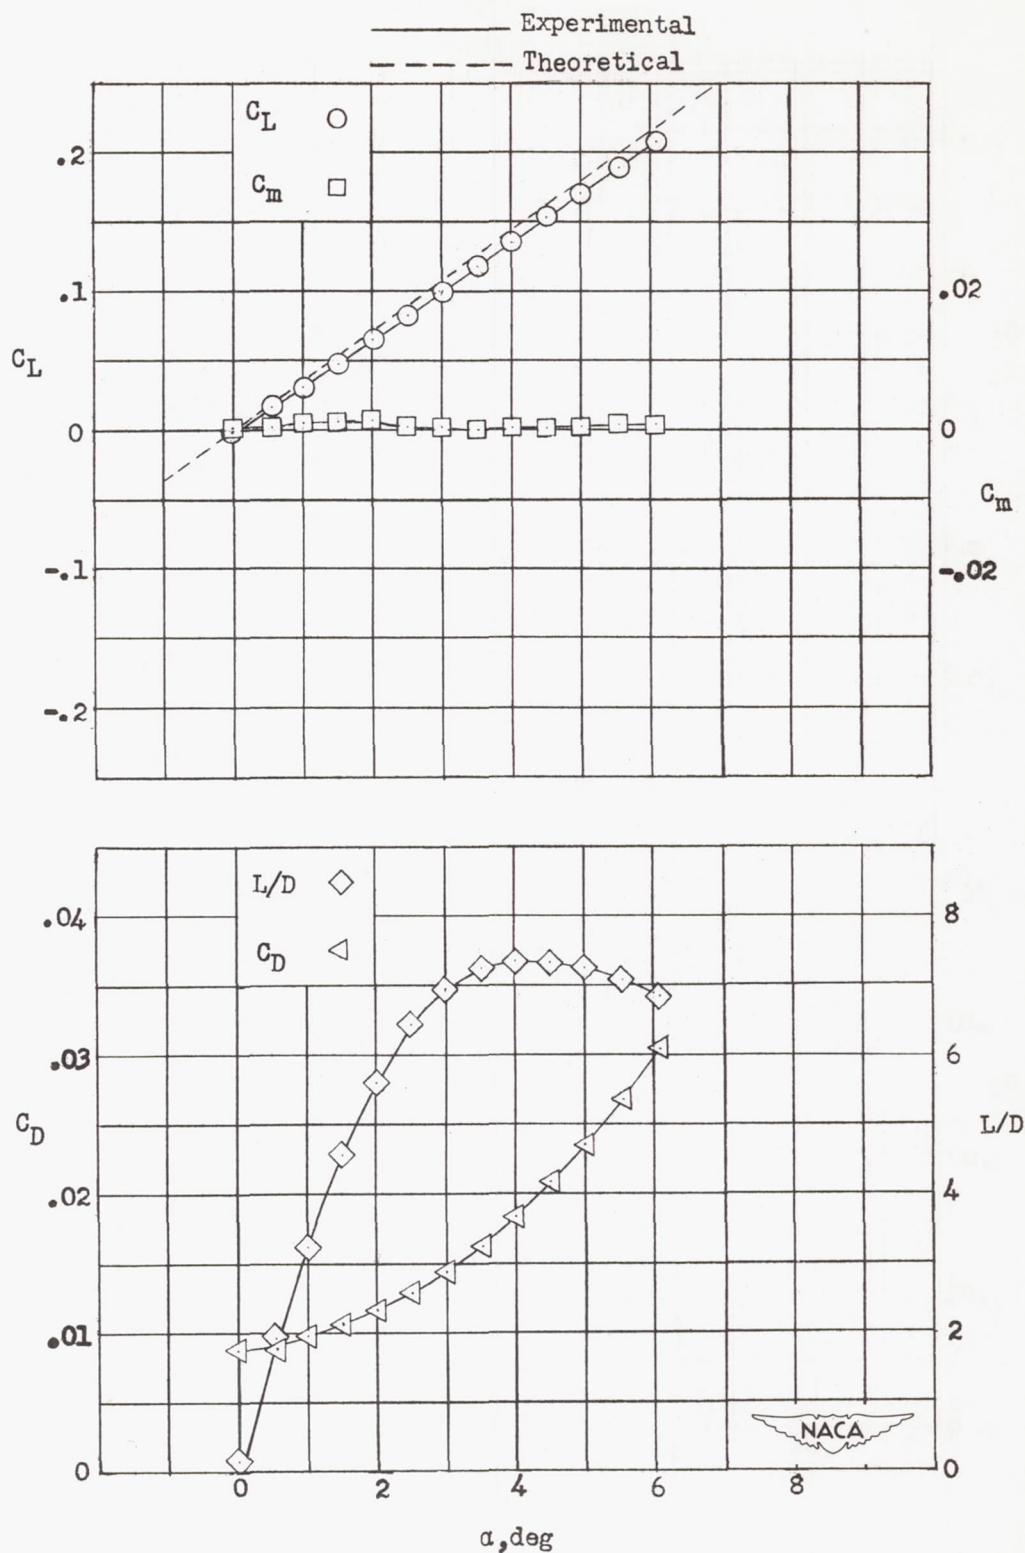 Experimental
Theoretical
C_L
C_m
.2
.1
C_L
0
-.1
-.2
.02
0
C_m
-.02
L/D
C_D
.04
.03
C_D
.02
.01
0
8
6
L/D
4
2
0
NACA
0 2 4 6 8
α, deg